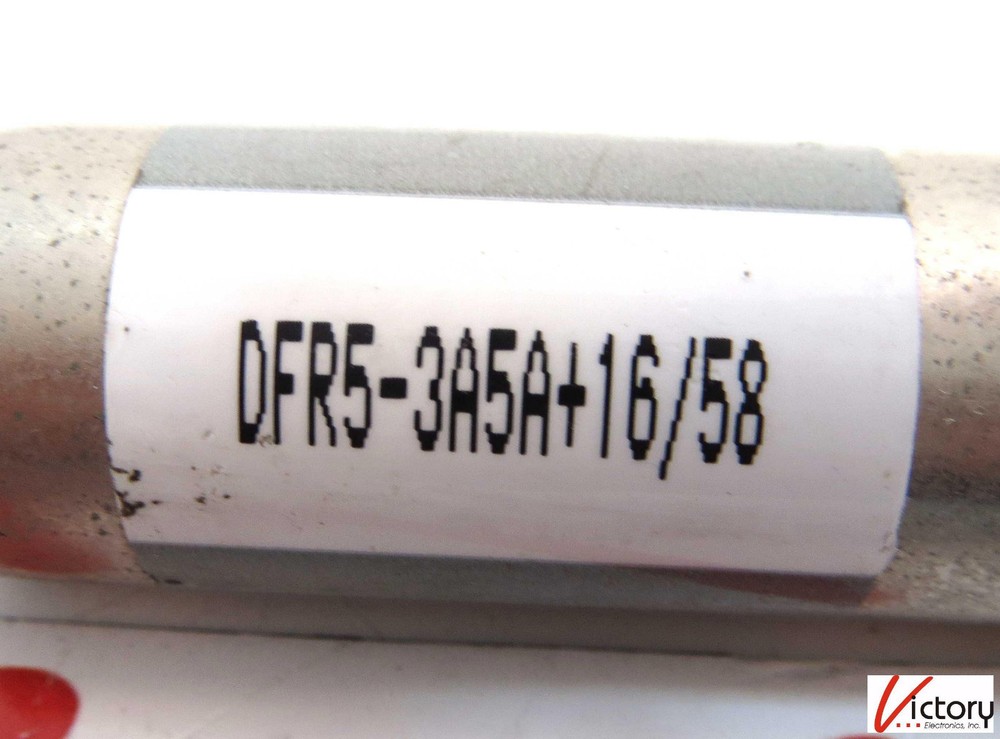 DFR5-3A5A+16/58
Victory
Electronics, Inc.